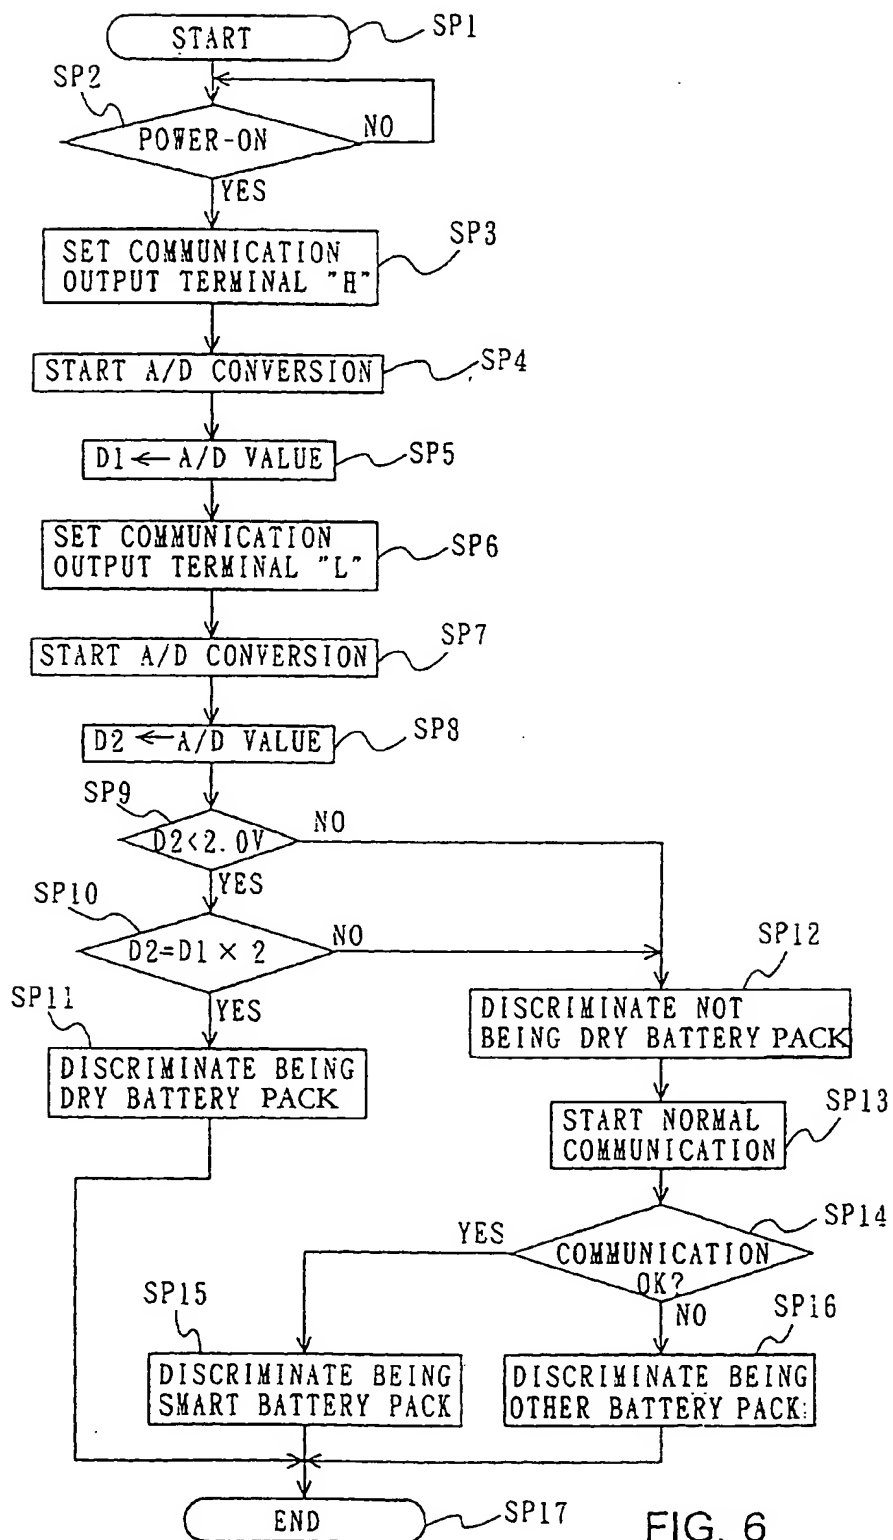 START
SP1
SP2
POWER-ON
NO
YES
SET COMMUNICATION
OUTPUT TERMINAL "H"
SP3
START A/D CONVERSION
SP4
D1 ← A/D VALUE
SP5
SET COMMUNICATION
OUTPUT TERMINAL "L"
SP6
START A/D CONVERSION
SP7
D2 ← A/D VALUE
SP8
SP9
D2<2.0V
NO
YES
SP10
D2=D1 × 2
NO
YES
SP11
DISCRIMINATE BEING
DRY BATTERY PACK
SP12
DISCRIMINATE NOT
BEING DRY BATTERY PACK
SP13
START NORMAL
COMMUNICATION
SP14
COMMUNICATION
OK?
YES
NO
SP15
DISCRIMINATE BEING
SMART BATTERY PACK
SP16
DISCRIMINATE BEING
OTHER BATTERY PACK
END
SP17
FIG. 6